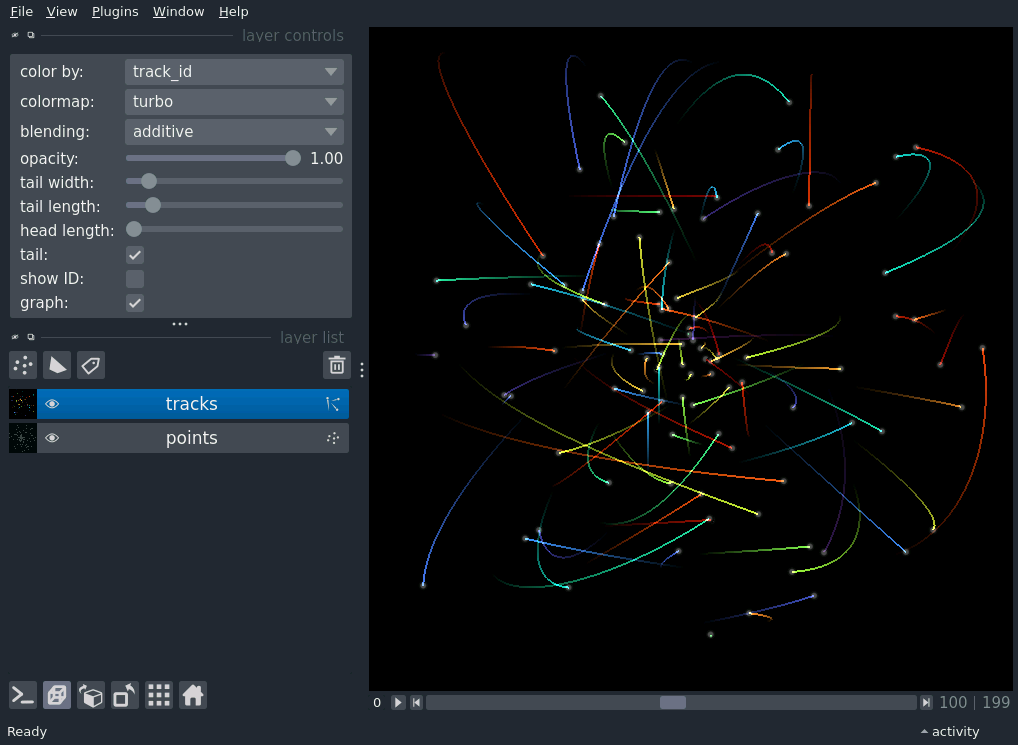 File View Plugins Window Help
layer controls
color by: track_id
colormap: turbo
blending: additive
opacity: 1.00
tail width:
tail length:
head length:
tail:
show ID:
graph:
layer list
tracks
points
0 100 | 199
Ready activity